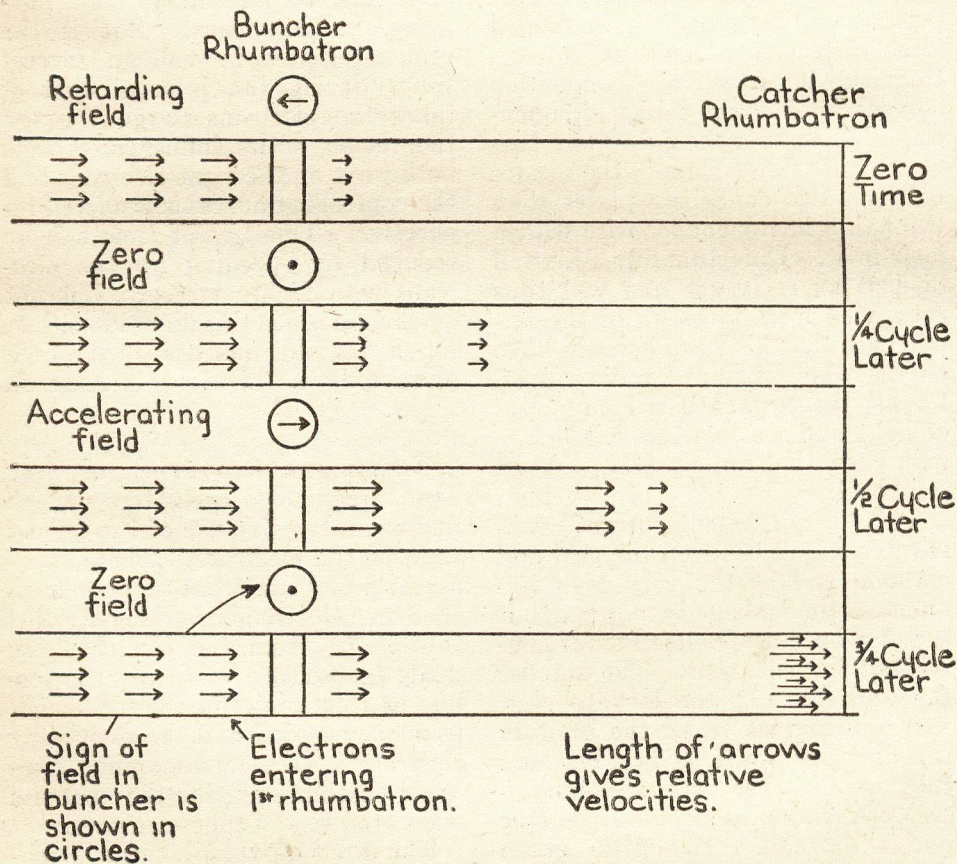 Buncher
Rhumbatron
Retarding
field
Catcher
Rhumbatron
Zero
Time
Zero
field
¼ Cycle
Later
Accelerating
field
½ Cycle
Later
Zero
field
¾ Cycle
Later
Sign of
field in
buncher is
shown in
circles.
Electrons
entering
1st rhumbatron.
Length of arrows
gives relative
velocities.